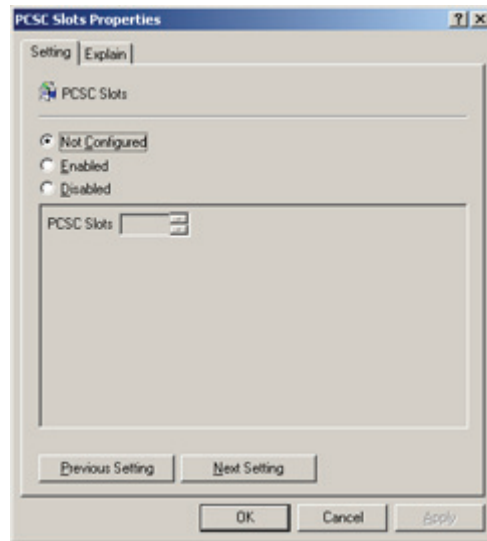 PCSC Slots Properties
Setting Explain
PCSC Slots
Not Configured
Enabled
Disabled
PCSC Slots
Previous Setting Next Setting
OK Cancel Apply